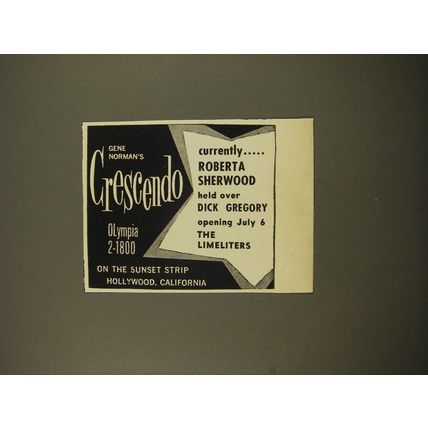 GENE
NORMAN'S
Crescendo
OLympia
2-1800
ON THE SUNSET STRIP
HOLLYWOOD, CALIFORNIA
currently.....
ROBERTA
SHERWOOD
held over
DICK GREGORY
opening July 6
THE
LIMELITERS